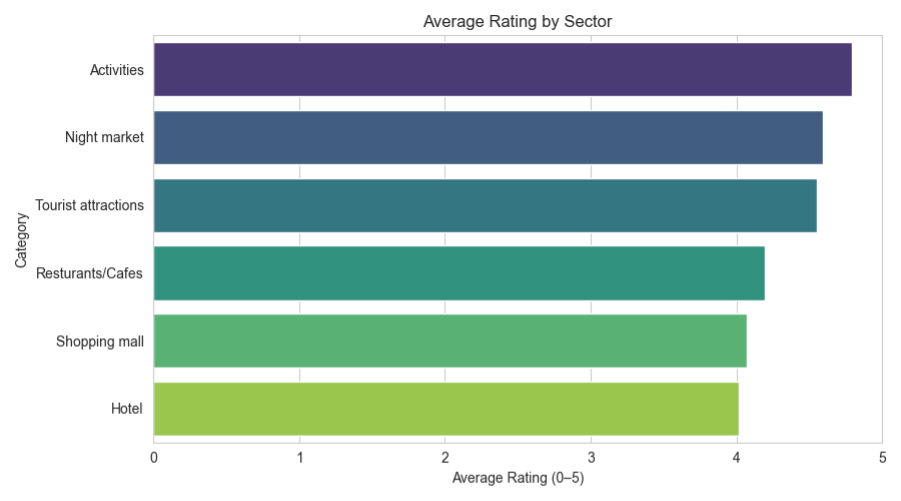 Average Rating by Sector
Category
Activities
Night market
Tourist attractions
Resturants/Cafes
Shopping mall
Hotel
0 1 2 3 4 5
Average Rating (0–5)